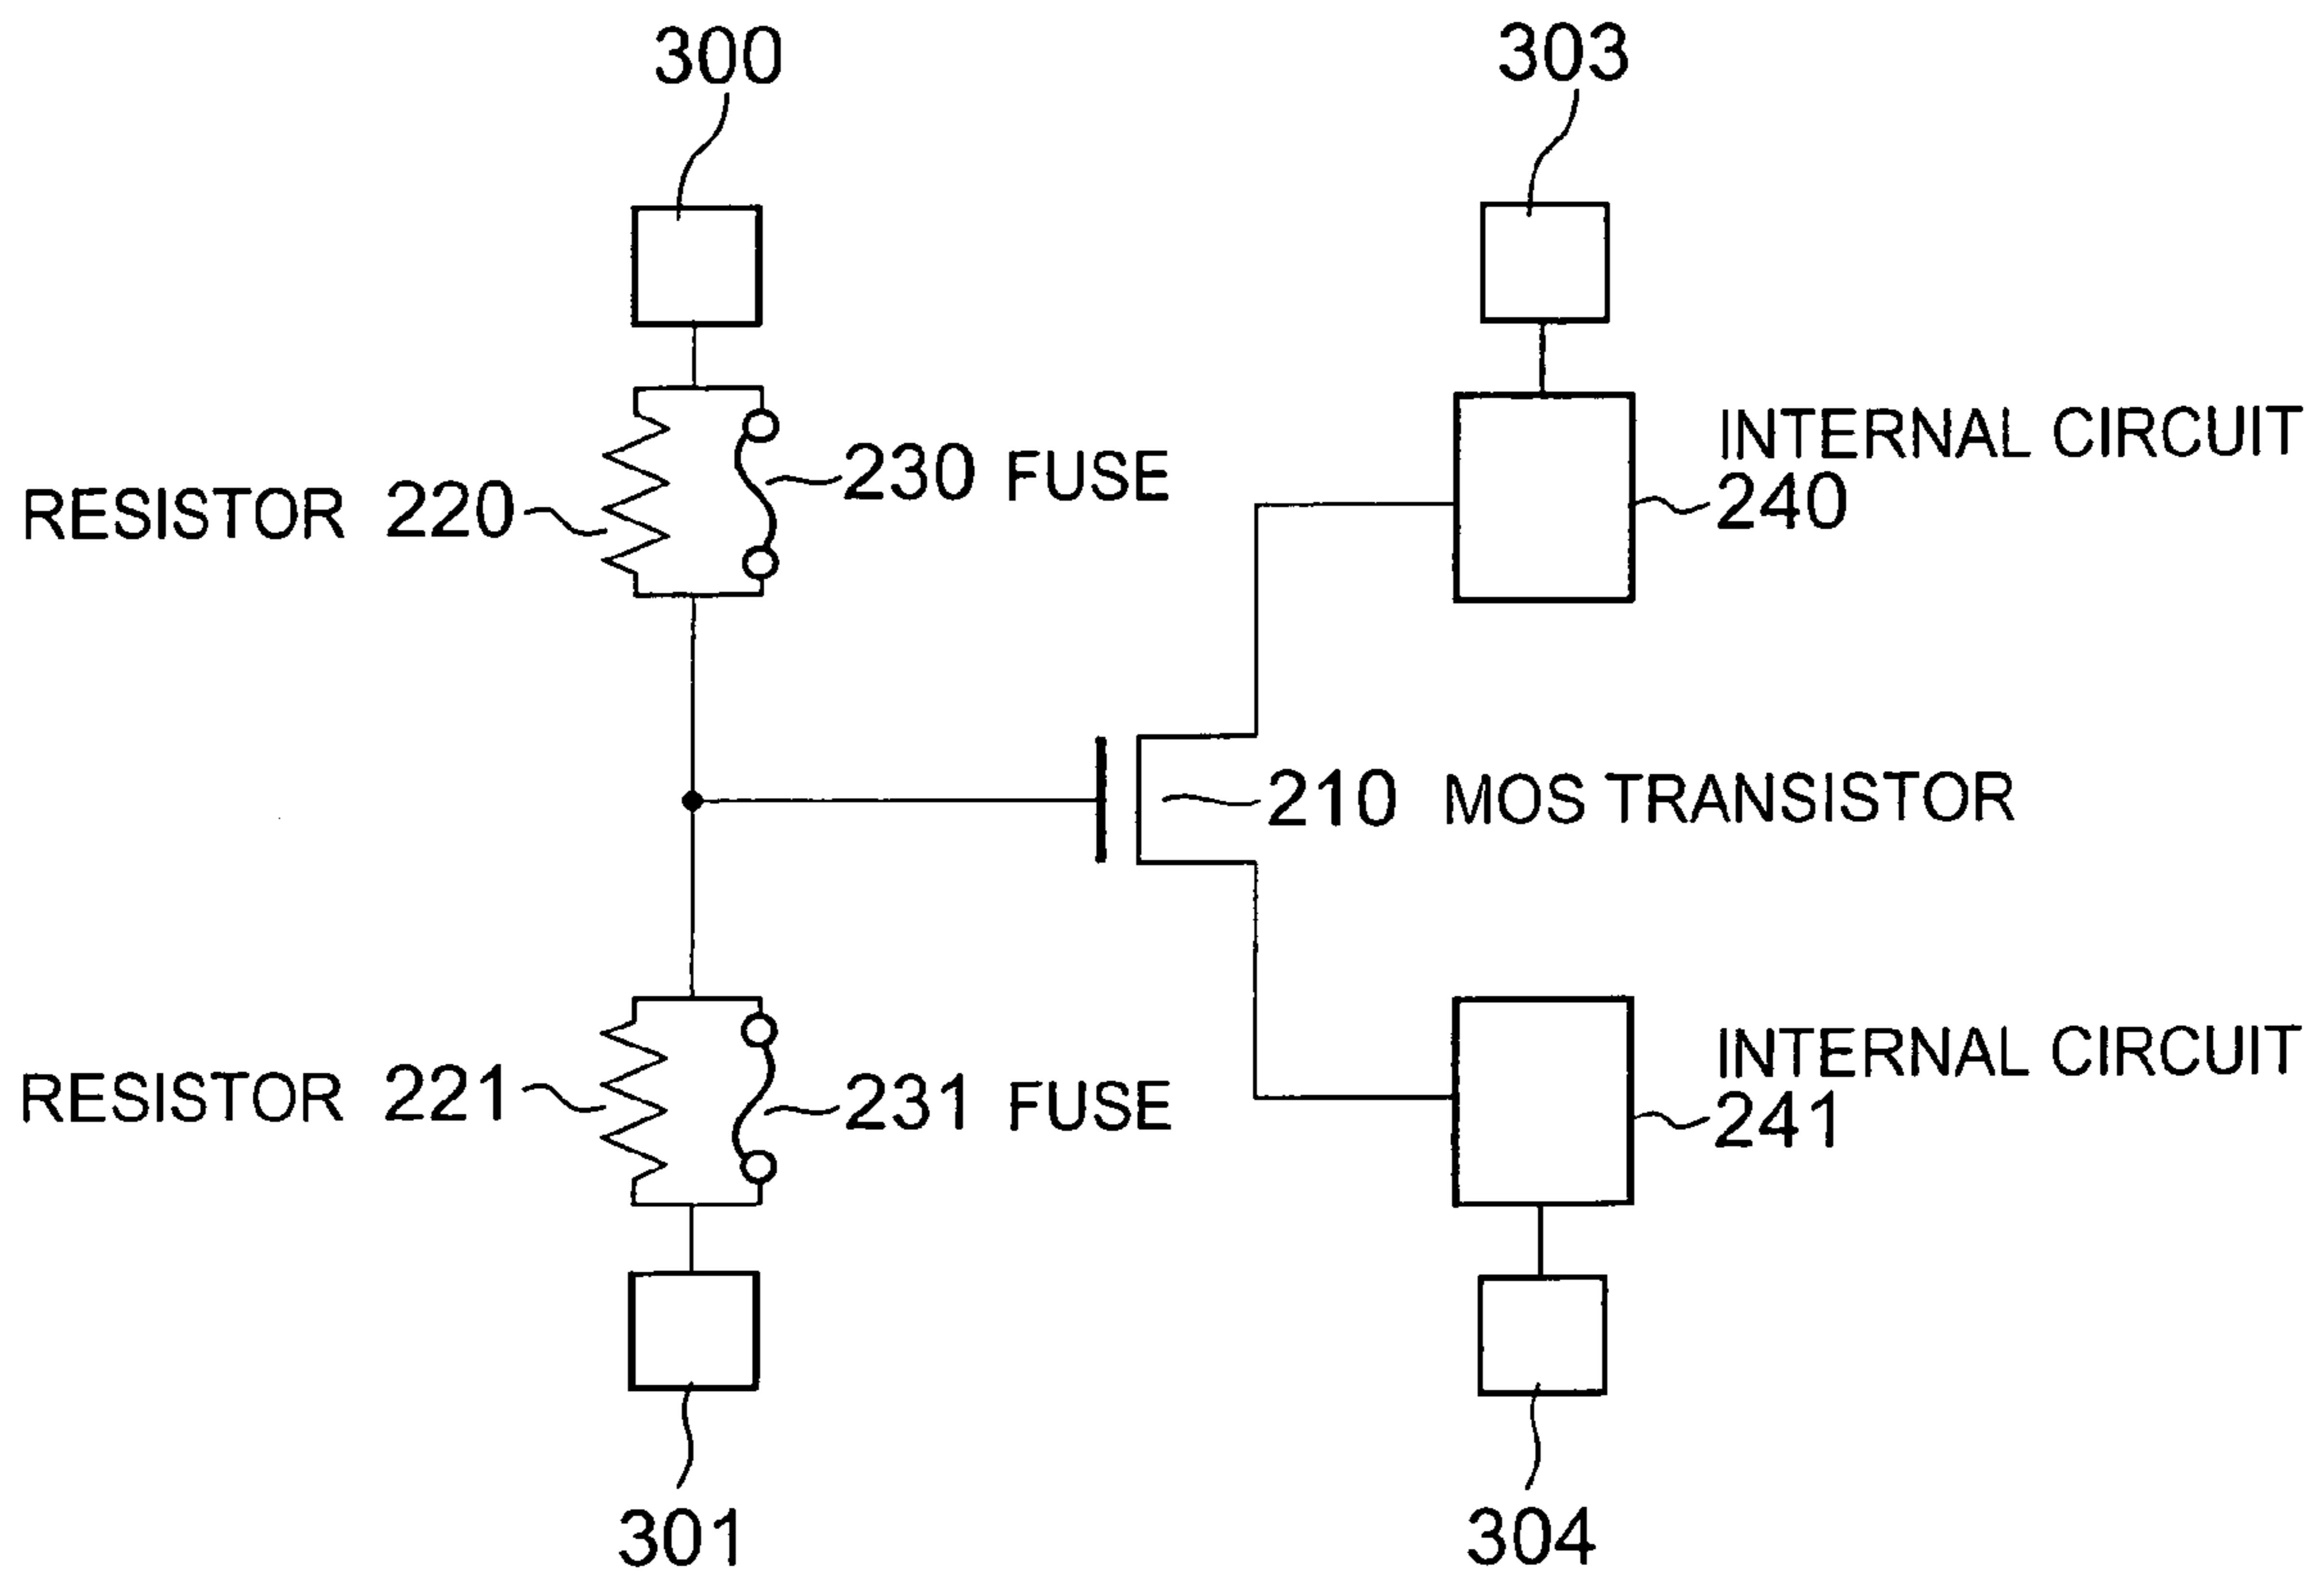 300
303
INTERNAL CIRCUIT
240
230 FUSE
RESISTOR 220
210 MOS TRANSISTOR
INTERNAL CIRCUIT
241
RESISTOR 221
231 FUSE
301
304